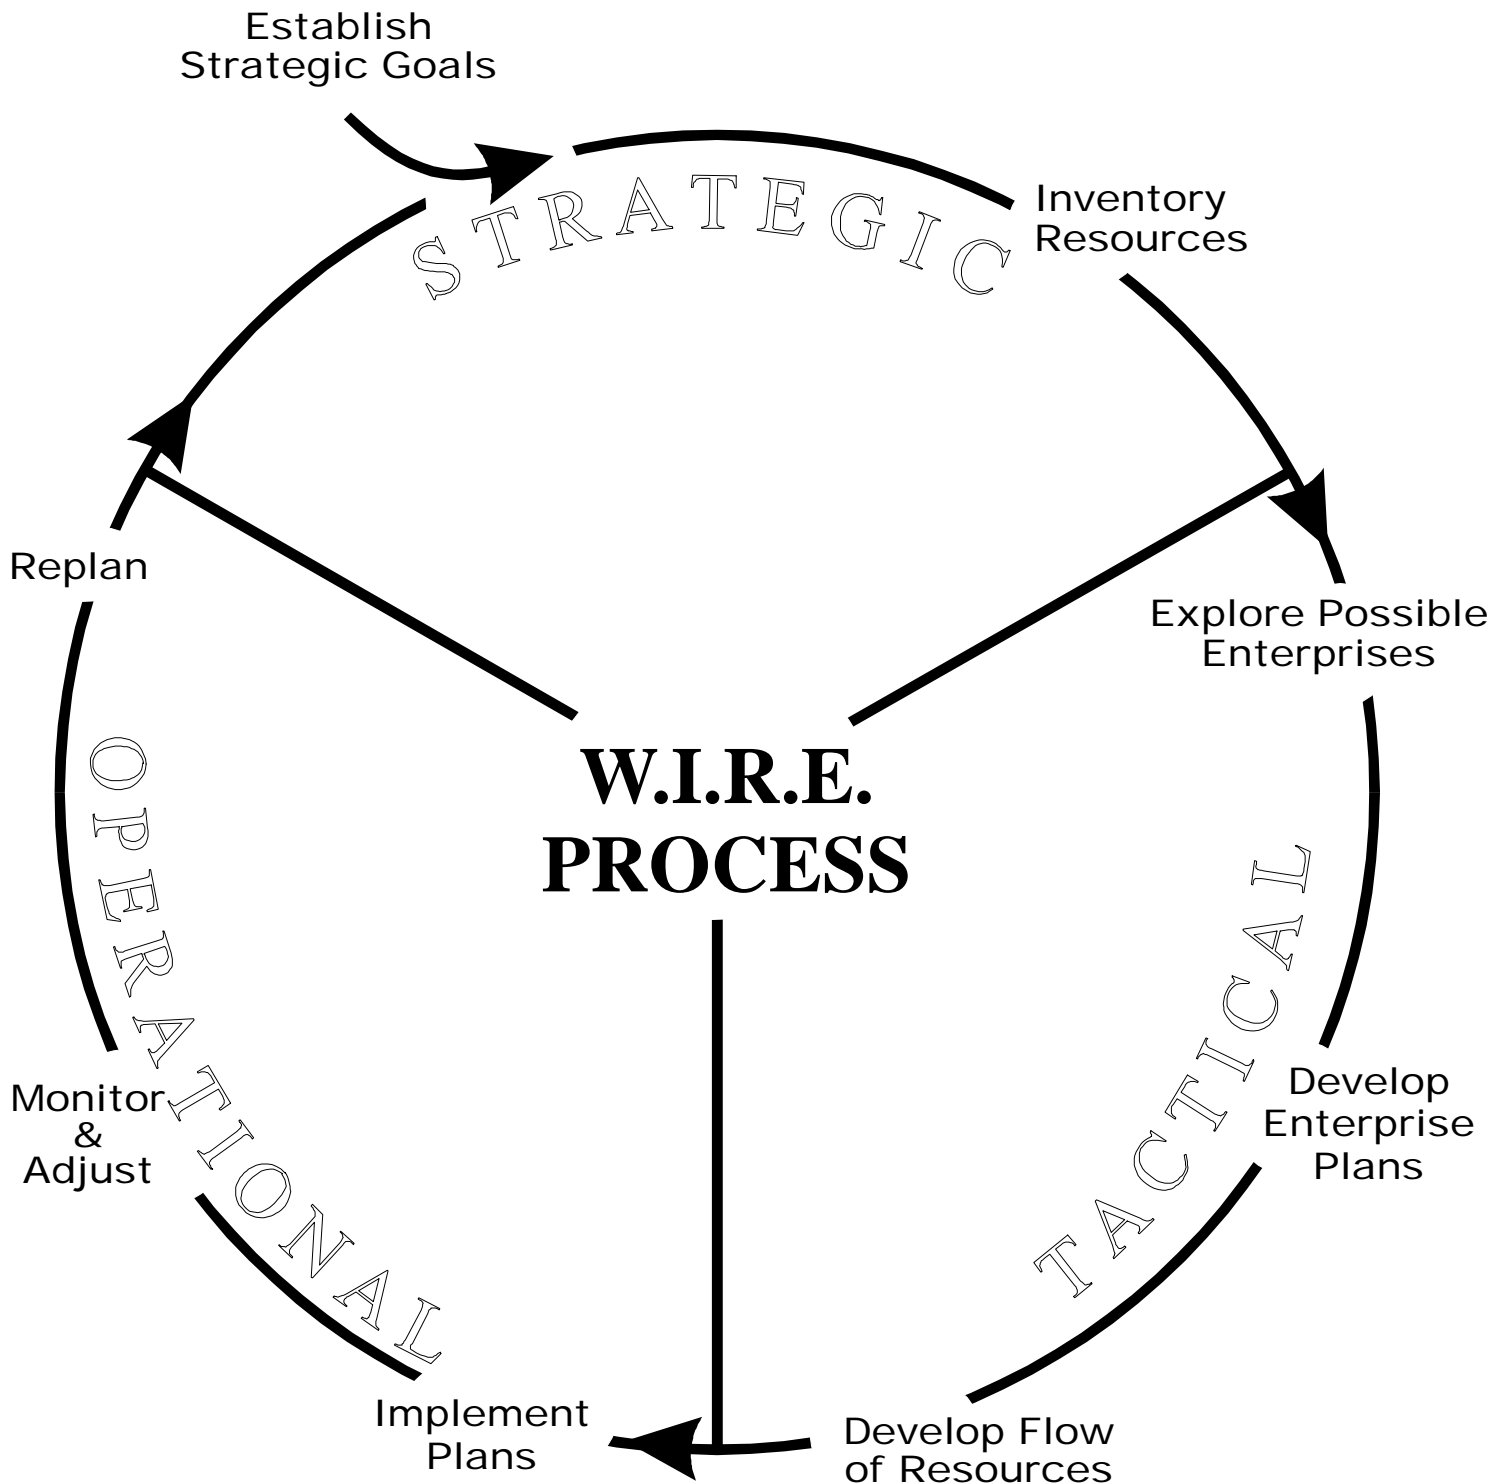 Establish
Strategic Goals
STRATEGIC
Inventory
Resources
Explore Possible
Enterprises
TACTICAL
Develop
Enterprise
Plans
Develop Flow
of Resources
Implement
Plans
OPERATIONAL
Monitor
&
Adjust
Replan
W.I.R.E.
PROCESS